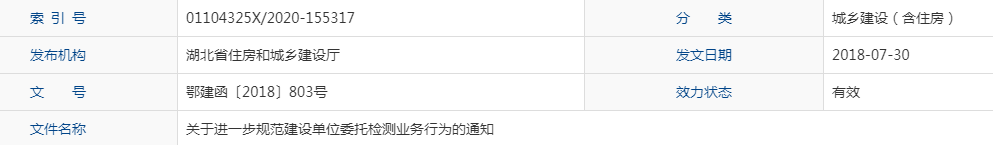 索 引 号 01104325X/2020-155317 分 类 城乡建设（含住房）
发布机构 湖北省住房和城乡建设厅 发文日期 2018-07-30
文 号 鄂建函〔2018〕803号 效力状态 有效
文件名称 关于进一步规范建设单位委托检测业务行为的通知